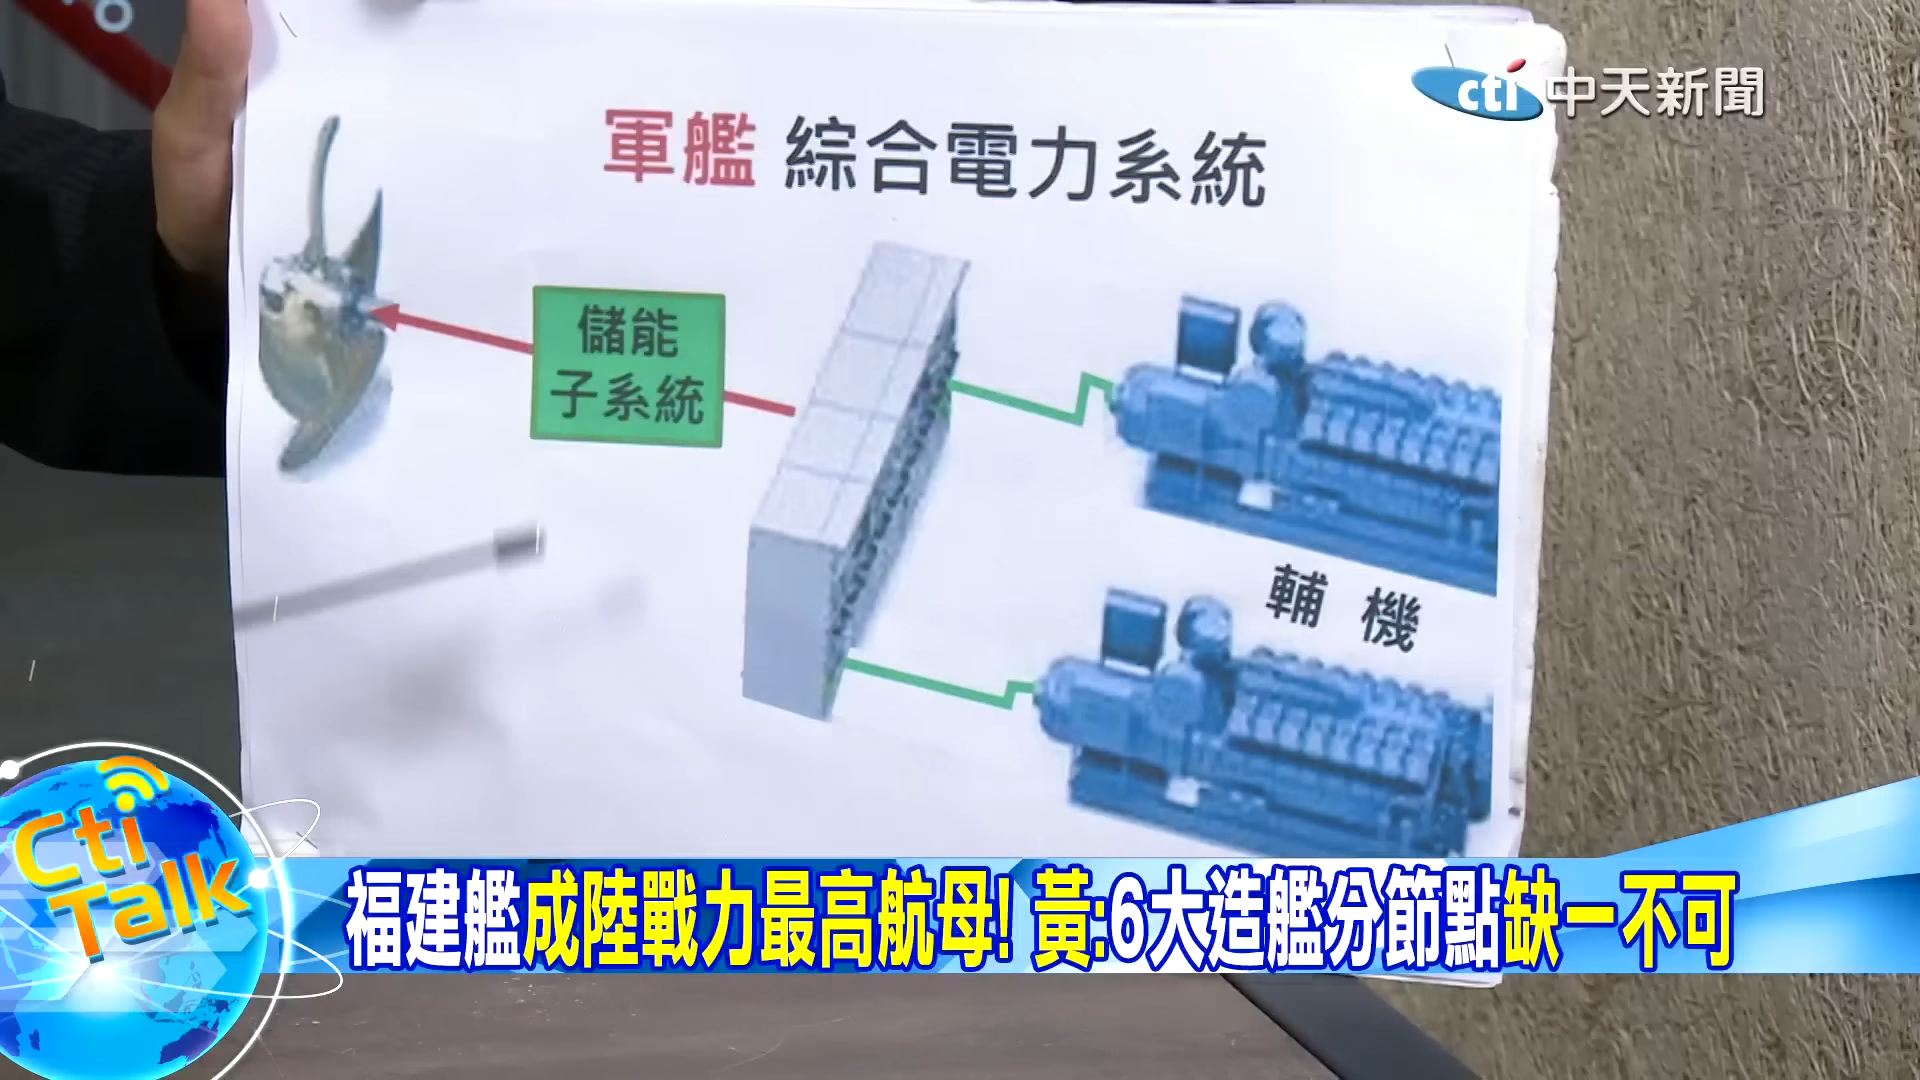 cti 中天新聞
軍艦 綜合電力系統
儲能
子系統
輔機
Cti
Talk
福建艦成陸戰力最高航母! 黃:6大造艦分節點缺一不可